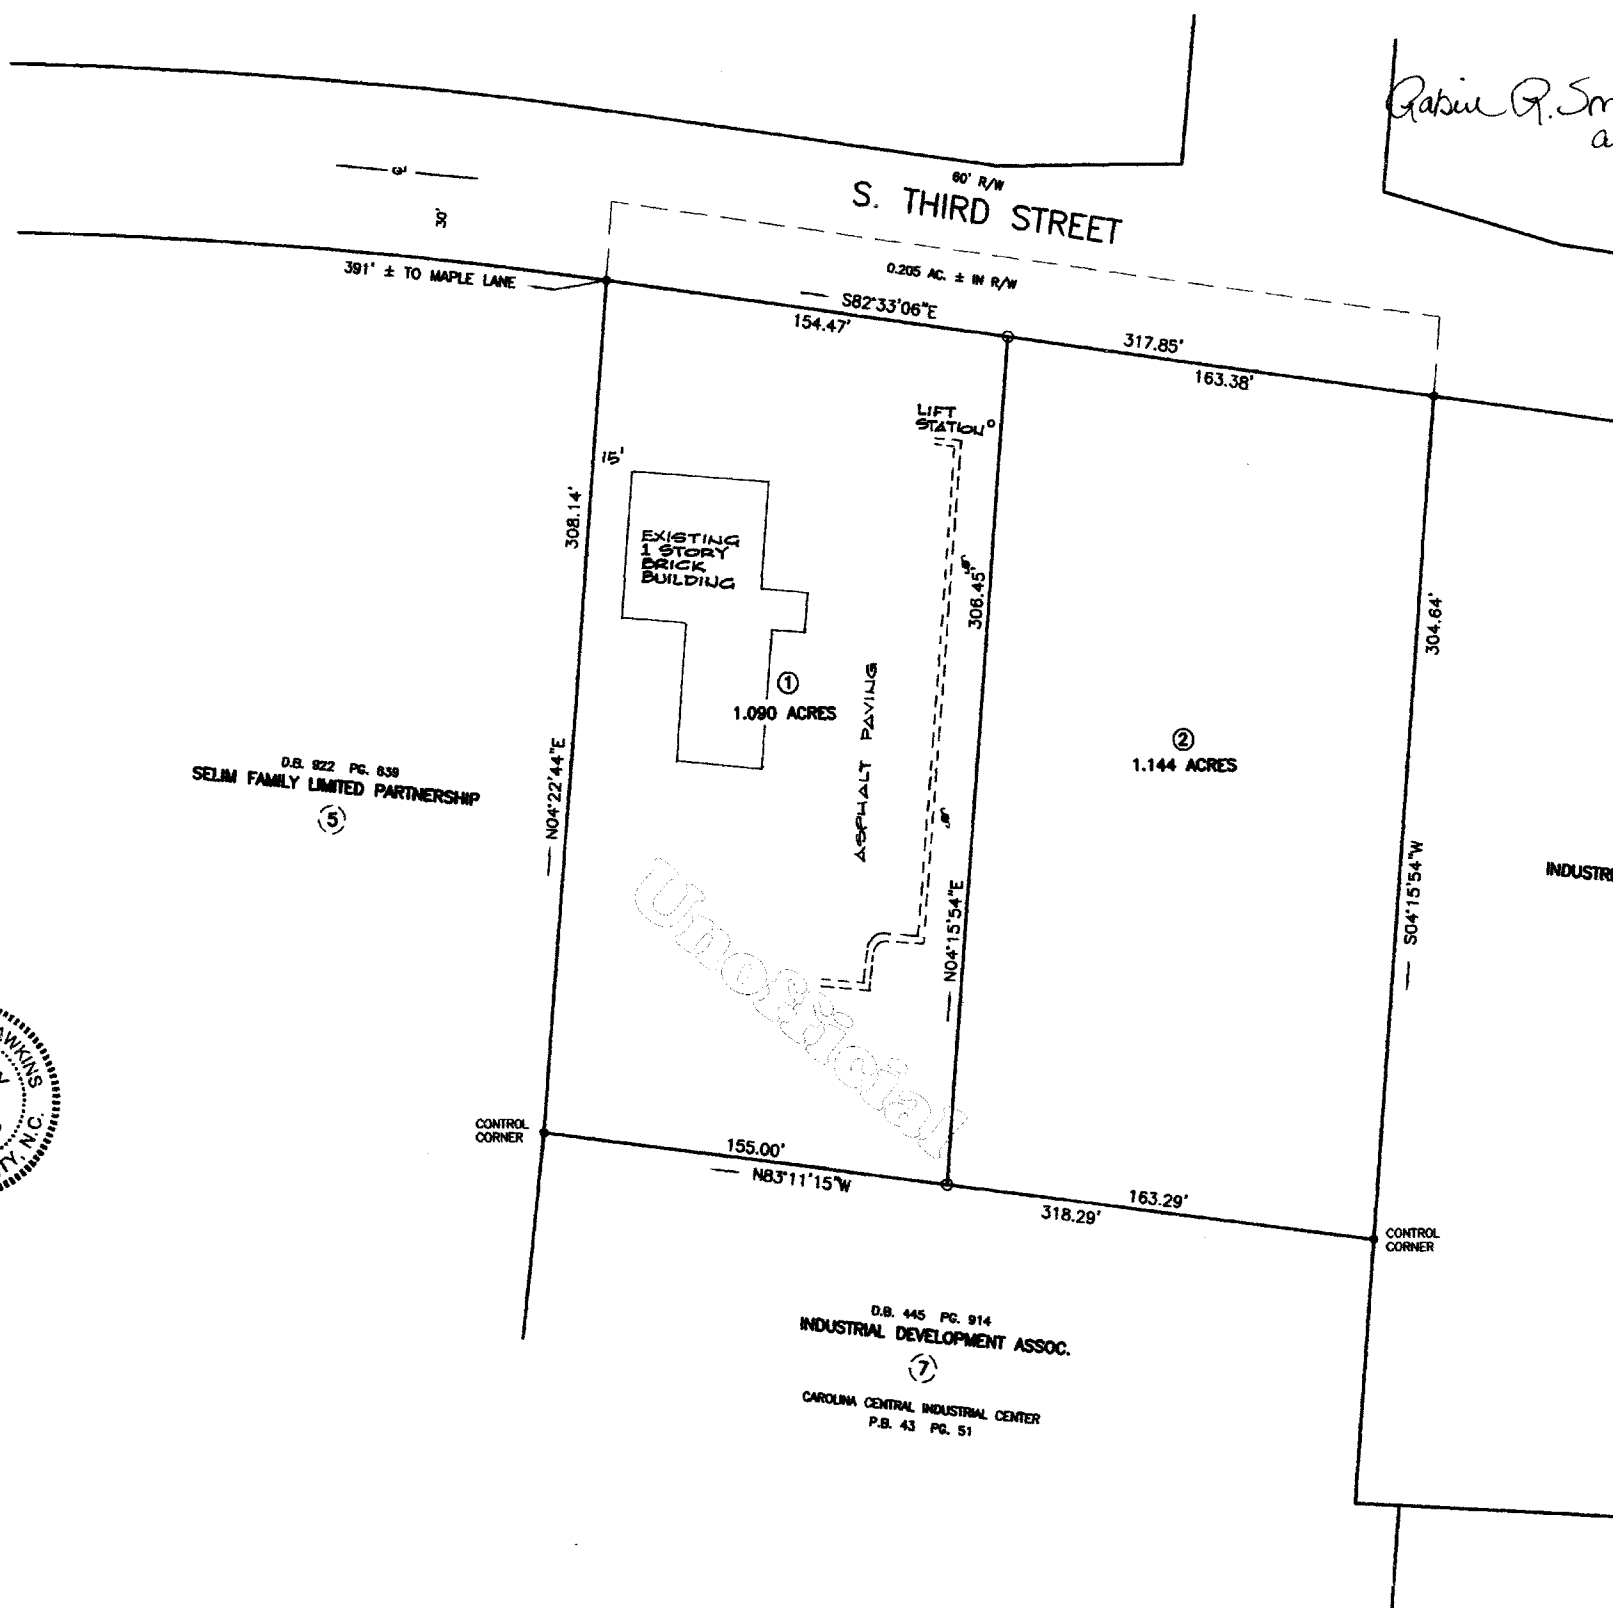 60' R/W
S. THIRD STREET
30'
0.205 AC. ± IN R/W
391' ± TO MAPLE LANE
S82°33'06"E
154.47'
317.85'
163.38'
LIFT
STATION
15'
308.14'
EXISTING
1 STORY
BRICK
BUILDING
306.45'
304.64'
1
1.090 ACRES
ASPHALT PAVING
2
1.144 ACRES
D.B. 922 PG. 639
SELIM FAMILY LIMITED PARTNERSHIP
5
N04°22'44"E
N04°15'54"E
S04°15'54"W
INDUSTRI
Unofficial
AWKINS
N.C.
CONTROL
CORNER
155.00'
N83°11'15"W
163.29'
318.29'
CONTROL
CORNER
D.B. 445 PG. 914
INDUSTRIAL DEVELOPMENT ASSOC.
7
CAROLINA CENTRAL INDUSTRIAL CENTER
P.B. 43 PG. 51